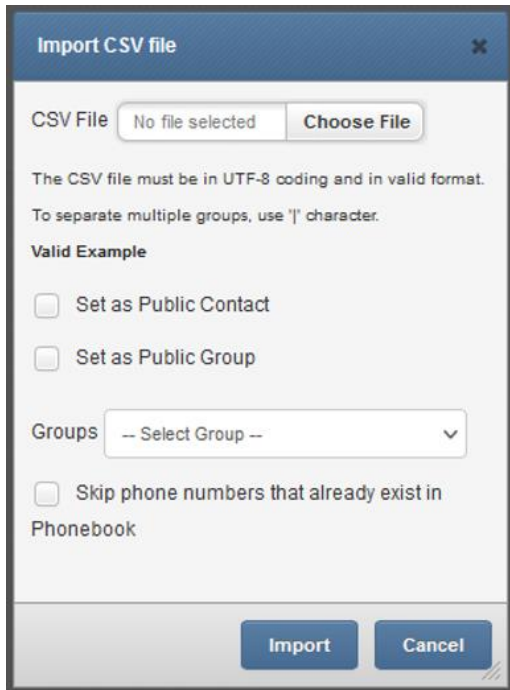 Import CSV file
CSV File No file selected Choose File
The CSV file must be in UTF-8 coding and in valid format.
To separate multiple groups, use '|' character.
Valid Example
Set as Public Contact
Set as Public Group
Groups -- Select Group --
Skip phone numbers that already exist in
Phonebook
Import Cancel